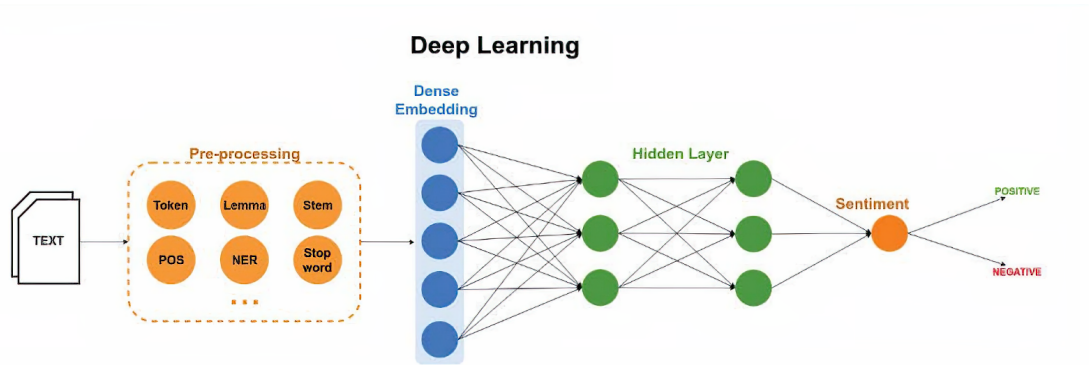 Deep Learning
Dense
Embedding
Pre-processing
Hidden Layer
Token
Lemma
Stem
Sentiment
POSITIVE
TEXT
POS
NER
Stop
word
...
NEGATIVE